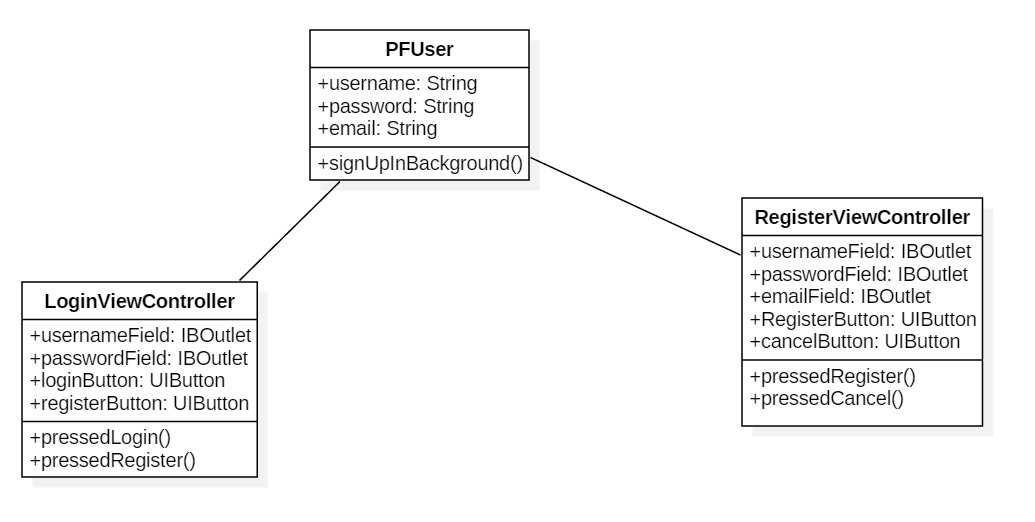 PFUser
+username: String
+password: String
+email: String
+signUpInBackground()
LoginViewController
+usernameField: IBOutlet
+passwordField: IBOutlet
+loginButton: UIButton
+registerButton: UIButton
+pressedLogin()
+pressedRegister()
RegisterViewController
+usernameField: IBOutlet
+passwordField: IBOutlet
+emailField: IBOutlet
+RegisterButton: UIButton
+cancelButton: UIButton
+pressedRegister()
+pressedCancel()